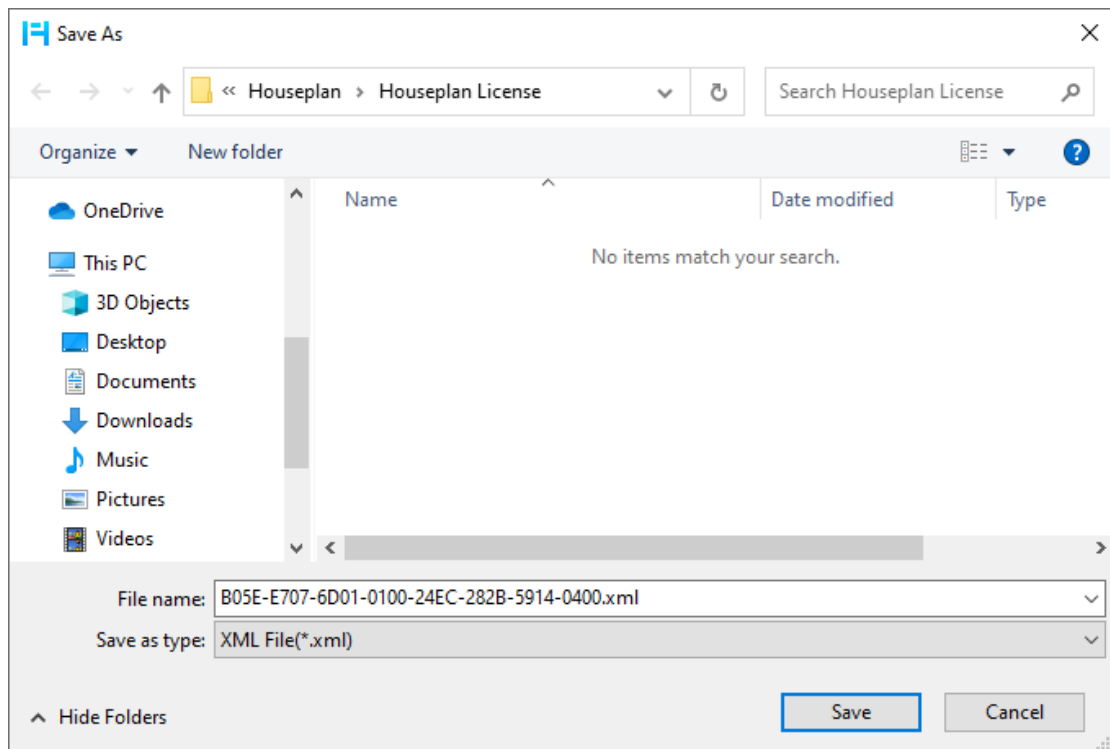 Save As
« Houseplan > Houseplan License
Search Houseplan License
Organize
New folder
?
Name
Date modified
Type
OneDrive
This PC
3D Objects
Desktop
Documents
Downloads
Music
Pictures
Videos
No items match your search.
File name: B05E-E707-6D01-0100-24EC-282B-5914-0400.xml
Save as type: XML File(*.xml)
Hide Folders
Save
Cancel